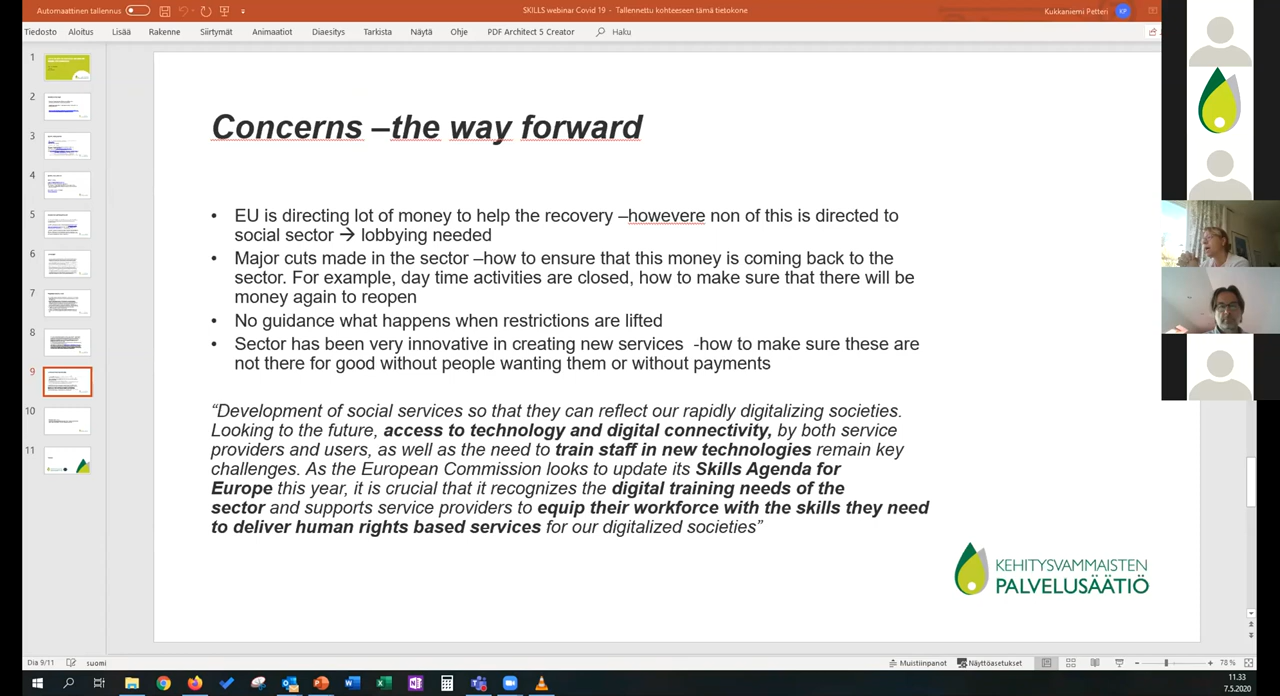 Automaattinen tallennus
SKILLS webinar Covid 19 - Tallennettu kohteeseen tämä tietokone
Kukkaniemi Petteri
KP
Tiedosto Aloitus Lisää Rakenne Siirtymät Animaatiot Diaesitys Tarkista Näytä Ohje PDF Architect 5 Creator Haku
1
2
3
4
5
6
7
8
9
10
11
Concerns –the way forward
• EU is directing lot of money to help the recovery –howevere non of this is directed to
social sector → lobbying needed
• Major cuts made in the sector –how to ensure that this money is coming back to the
sector. For example, day time activities are closed, how to make sure that there will be
money again to reopen
• No guidance what happens when restrictions are lifted
• Sector has been very innovative in creating new services -how to make sure these are
not there for good without people wanting them or without payments
“Development of social services so that they can reflect our rapidly digitalizing societies.
Looking to the future, access to technology and digital connectivity, by both service
providers and users, as well as the need to train staff in new technologies remain key
challenges. As the European Commission looks to update its Skills Agenda for
Europe this year, it is crucial that it recognizes the digital training needs of the
sector and supports service providers to equip their workforce with the skills they need
to deliver human rights based services for our digitalized societies”
KEHITYSVAMMAISTEN
PALVELUSÄÄTIÖ
Dia 9/11 suomi
Muistiinpanot Näyttöasetukset
78 %
11.33
7.5.2020